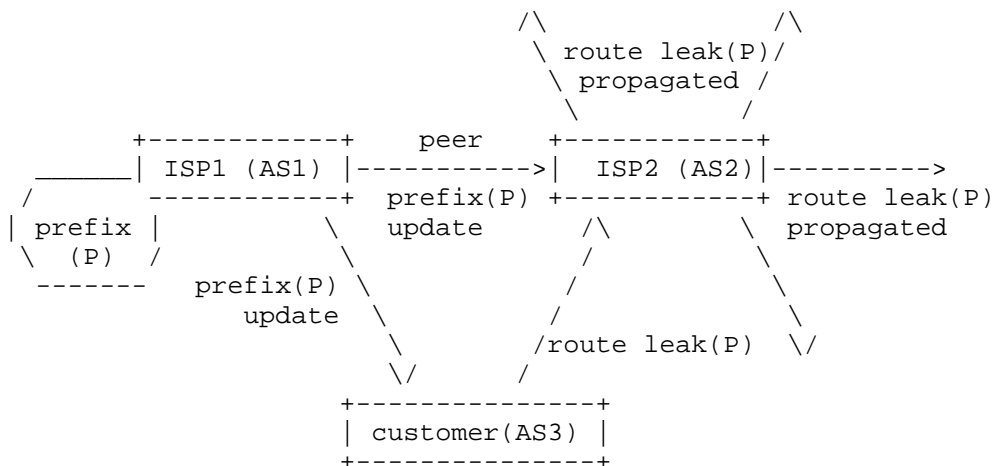 route leak(P)
propagated
peer
ISP1 (AS1)
ISP2 (AS2)
prefix(P)
route leak(P)
prefix
update
propagated
(P)
prefix(P)
update
route leak(P)
customer(AS3)